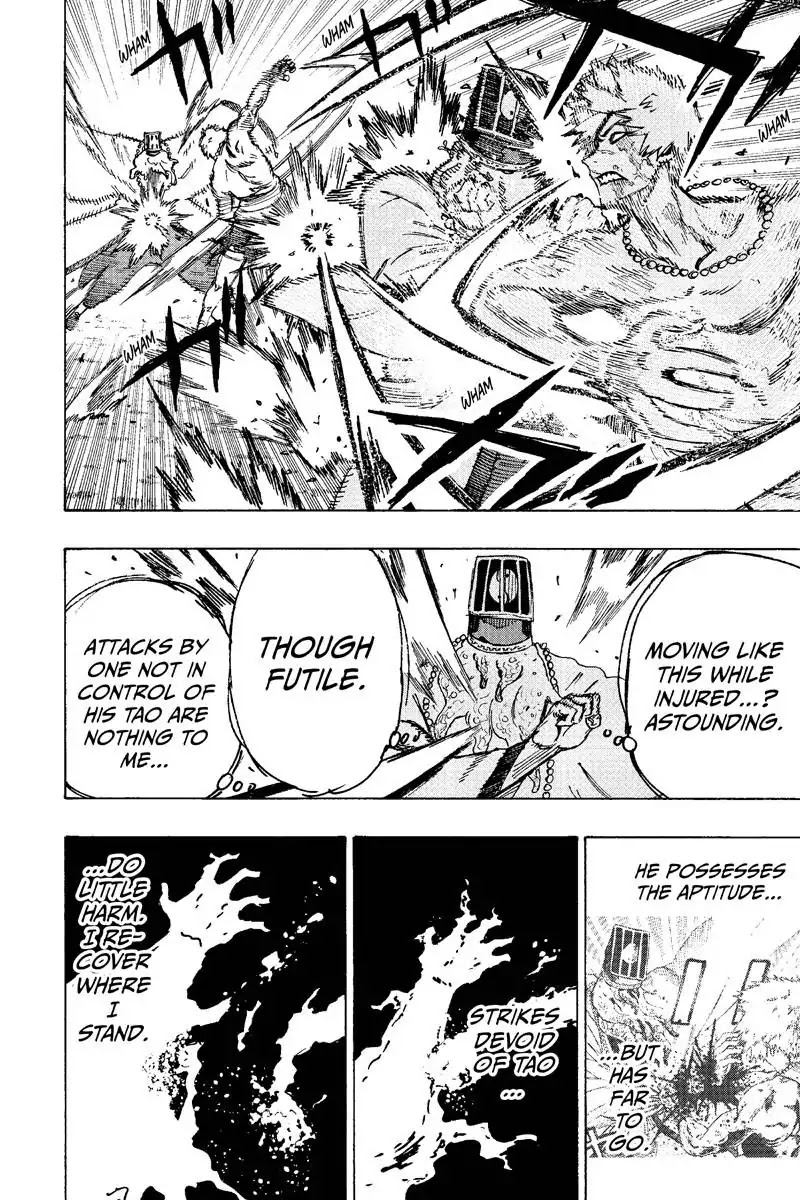 WHAM
WHAM
WHAM
WHAM
WHAM
WHAM
MOVING LIKE
THIS WHILE
INJURED...?
ASTOUNDING.
THOUGH
FUTILE.
ATTACKS BY
ONE NOT IN
CONTROL OF
HIS TAO ARE
NOTHING TO
ME...
HE POSSESSES
THE APTITUDE...
...BUT
HAS
FAR
TO
GO.
STRIKES
DEVOID
OF TAO
...
...DO
LITTLE
HARM.
I RE-
COVER
WHERE
I
STAND.